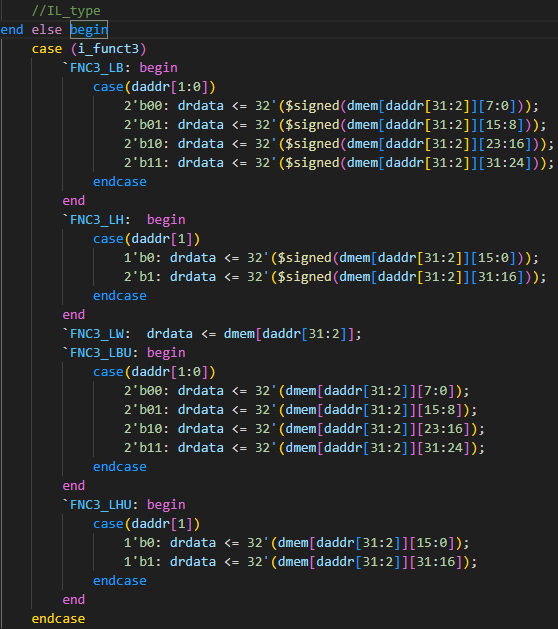 //IL_type
end else begin
case (i_funct3)
`FNC3_LB: begin
case(daddr[1:0])
2'b00: drdata <= 32'($signed(dmem[daddr[31:2]][7:0]));
2'b01: drdata <= 32'($signed(dmem[daddr[31:2]][15:8]));
2'b10: drdata <= 32'($signed(dmem[daddr[31:2]][23:16]));
2'b11: drdata <= 32'($signed(dmem[daddr[31:2]][31:24]));
endcase
end
`FNC3_LH:  begin
case(daddr[1])
1'b0: drdata <= 32'($signed(dmem[daddr[31:2]][15:0]));
2'b1: drdata <= 32'($signed(dmem[daddr[31:2]][31:16]));
endcase
end
`FNC3_LW:  drdata <= dmem[daddr[31:2]];
`FNC3_LBU: begin
case(daddr[1:0])
2'b00: drdata <= 32'(dmem[daddr[31:2]][7:0]);
2'b01: drdata <= 32'(dmem[daddr[31:2]][15:8]);
2'b10: drdata <= 32'(dmem[daddr[31:2]][23:16]);
2'b11: drdata <= 32'(dmem[daddr[31:2]][31:24]);
endcase
end
`FNC3_LHU: begin
case(daddr[1])
1'b0: drdata <= 32'(dmem[daddr[31:2]][15:0]);
1'b1: drdata <= 32'(dmem[daddr[31:2]][31:16]);
endcase
end
endcase